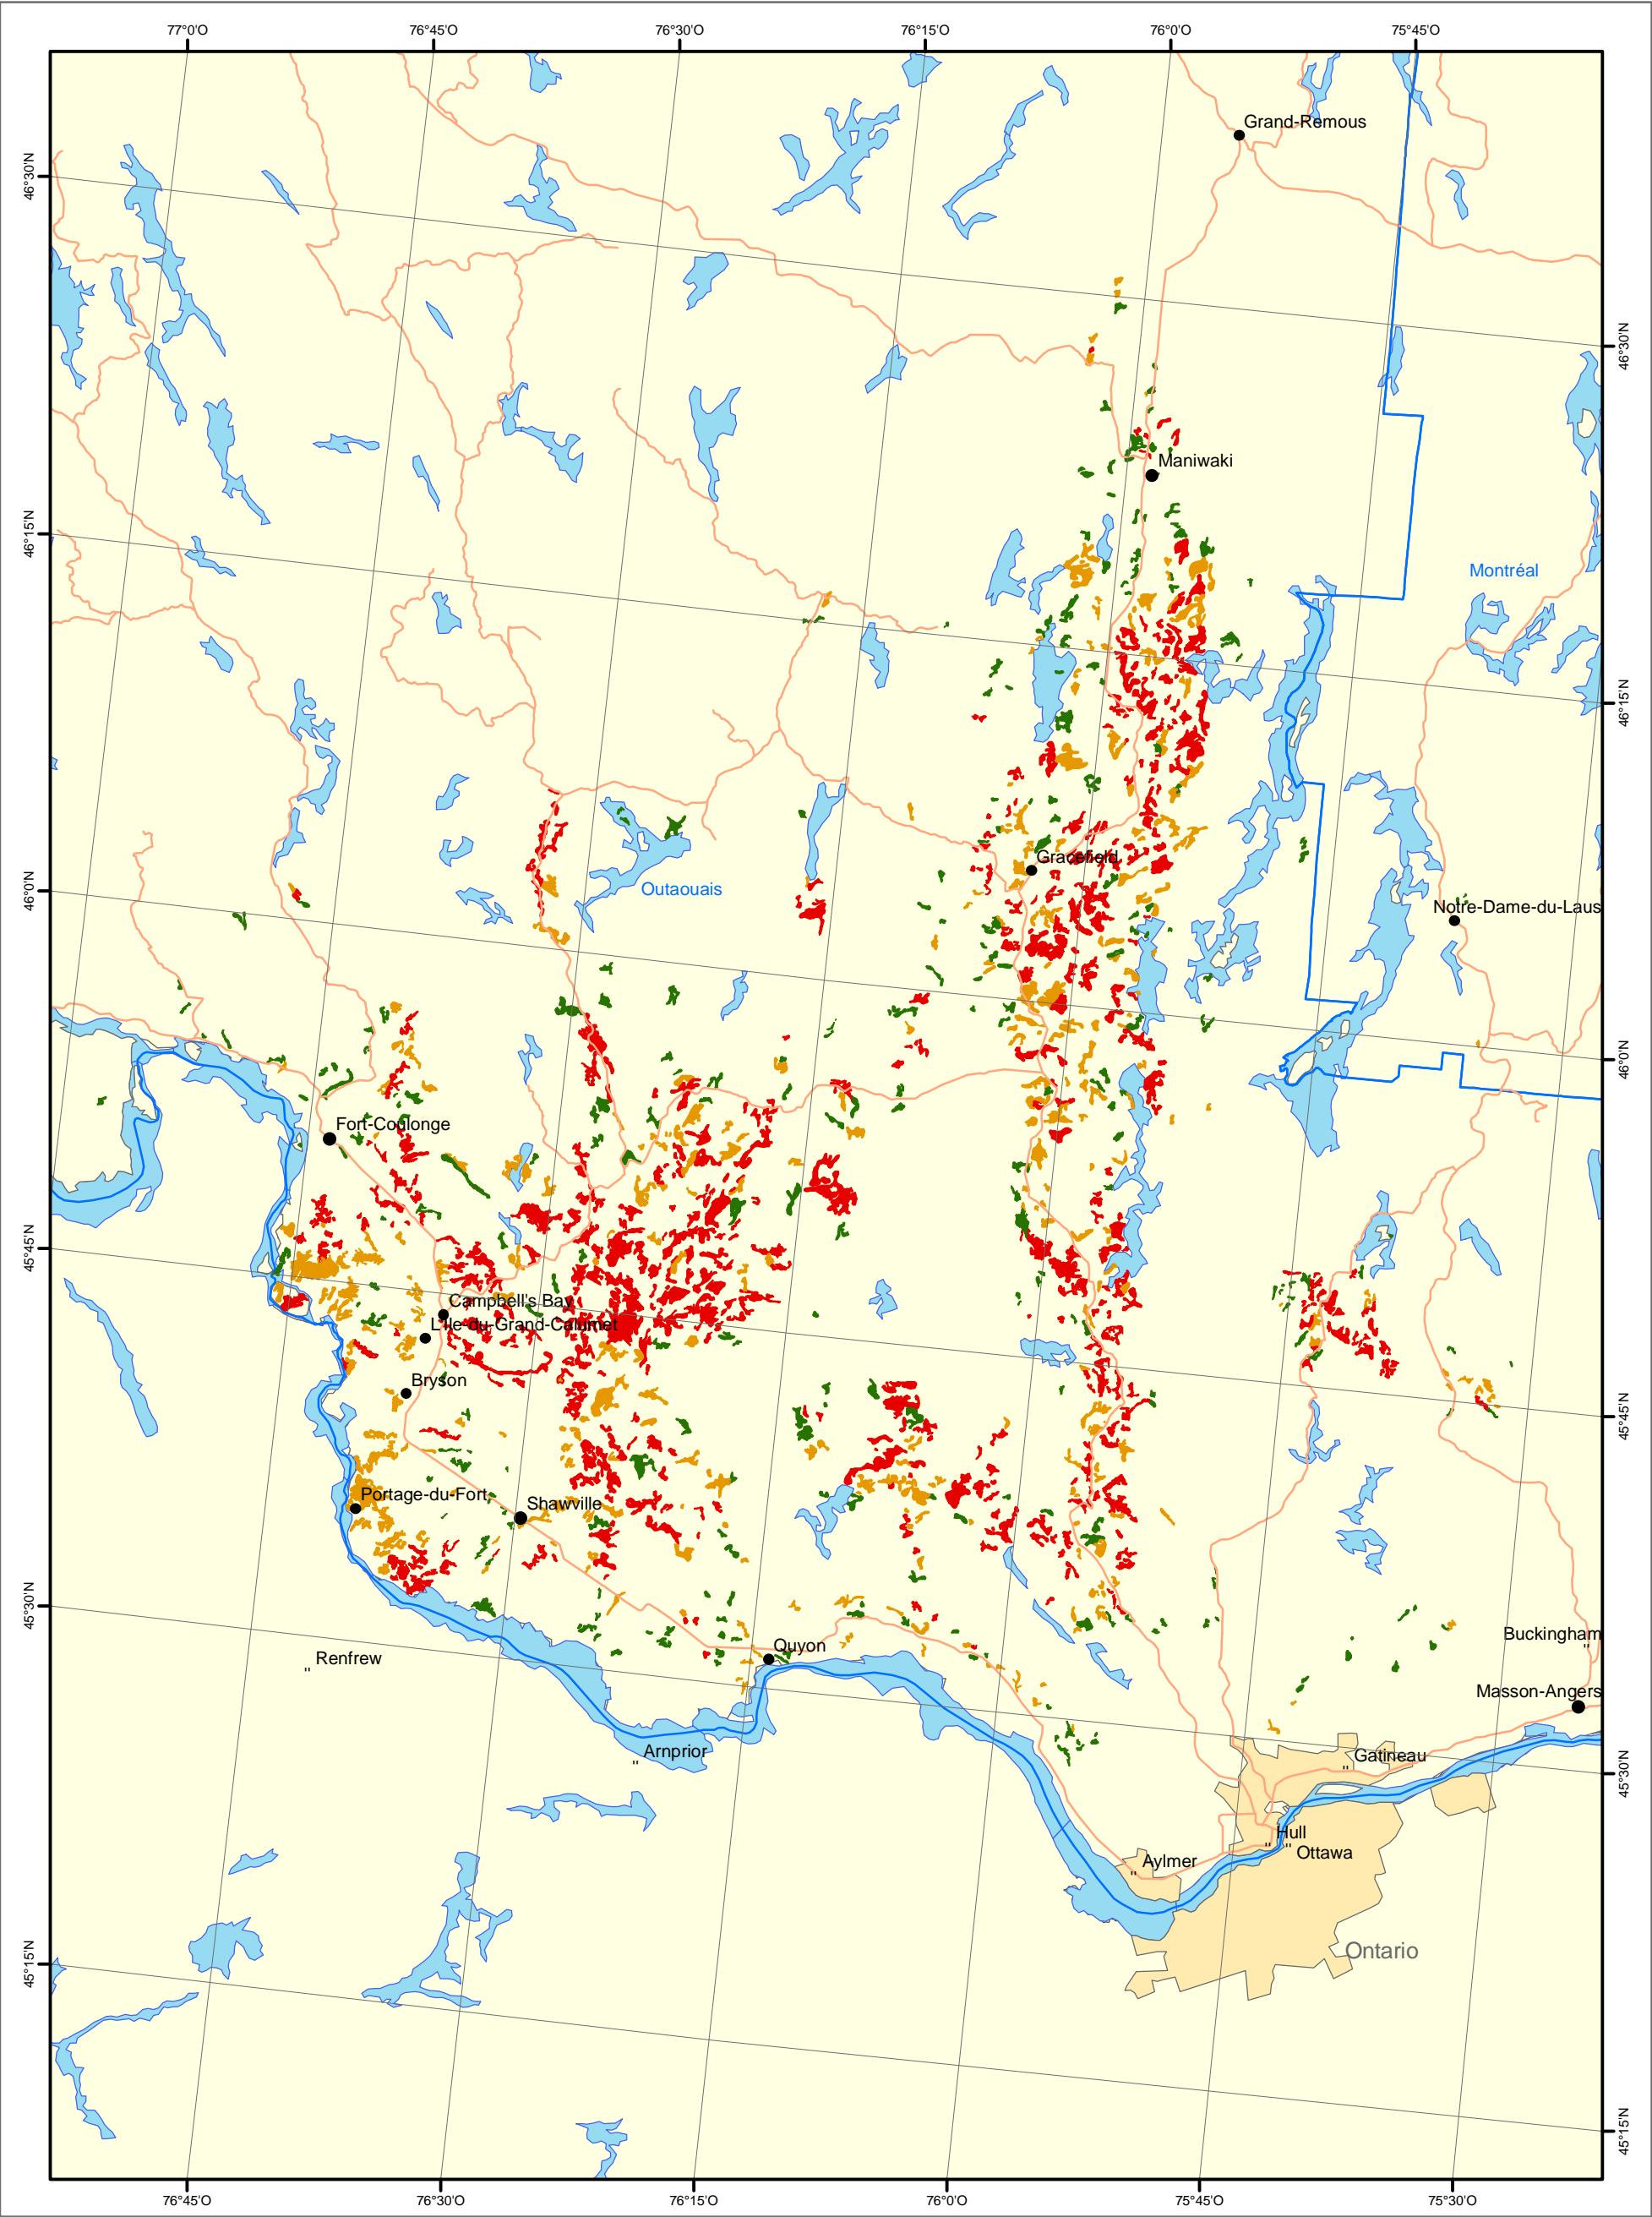 77°0'O
76°45'O
76°30'O
76°15'O
76°0'O
75°45'O
Grand-Remous
46°30'N
46°30'N
Maniwaki
46°15'N
Montréal
46°15'N
Gracefield
46°0'N
Outaouais
Notre-Dame-du-Laus
46°0'N
Fort-Coulonge
45°45'N
Campbell's Bay
L'Ile-du-Grand-Calumet
Bryson
45°45'N
Portage-du-Fort
Shawville
45°30'N
Quyon
Buckingham
" Renfrew
"
Masson-Angers
Arnprior
"
Gatineau
"
45°30'N
Hull
"
" Ottawa
Aylmer
"
Ontario
45°15'N
45°15'N
76°45'O
76°30'O
76°15'O
76°0'O
75°45'O
75°30'O